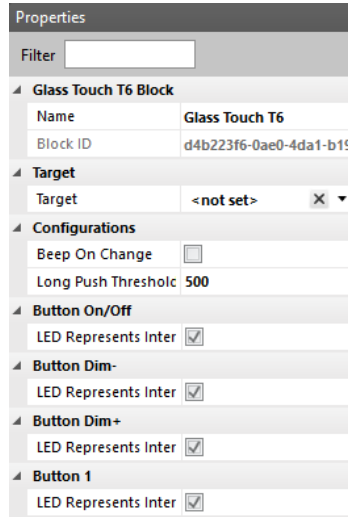 Properties
Filter
Glass Touch T6 Block
Name Glass Touch T6
Block ID d4b223f6-0ae0-4da1-b19
Target
Target <not set>
Configurations
Beep On Change
Long Push Threshold 500
Button On/Off
LED Represents Inter
Button Dim-
LED Represents Inter
Button Dim+
LED Represents Inter
Button 1
LED Represents Inter